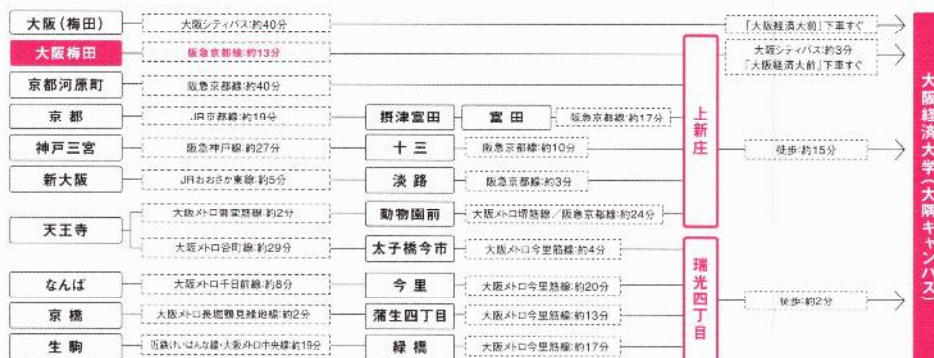 大阪(梅田) 大阪シティバス:約40分 「大阪経済大前」下車すぐ
大阪梅田 阪急京都線:約13分 大阪シティバス:約3分
「大阪経済大前」下車すぐ
京都河原町 阪急京都線:約40分
京都 JR京都線:約19分 摂津富田 富田 阪急京都線:約17分
神戸三宮 阪急神戸線:約27分 十三 阪急京都線:約10分 徒歩:約15分
新大阪 JRおおさか東線:約5分 淡路 阪急京都線:約3分
上新庄
天王寺 大阪メトロ御堂筋線:約2分 動物園前 大阪メトロ堺筋線/阪急京都線:約24分
大阪メトロ谷町線:約29分 太子橋今市 大阪メトロ今里筋線:約4分
なんば 大阪メトロ千日前線:約8分 今里 大阪メトロ今里筋線:約20分
京橋 大阪メトロ長堀鶴見緑地線:約2分 蒲生四丁目 大阪メトロ今里筋線:約13分 徒歩:約2分
生駒 近鉄けいはんな線・大阪メトロ中央線:約19分 緑橋 大阪メトロ今里筋線:約17分
瑞光四丁目
大阪経済大学(大隅キャンパス)